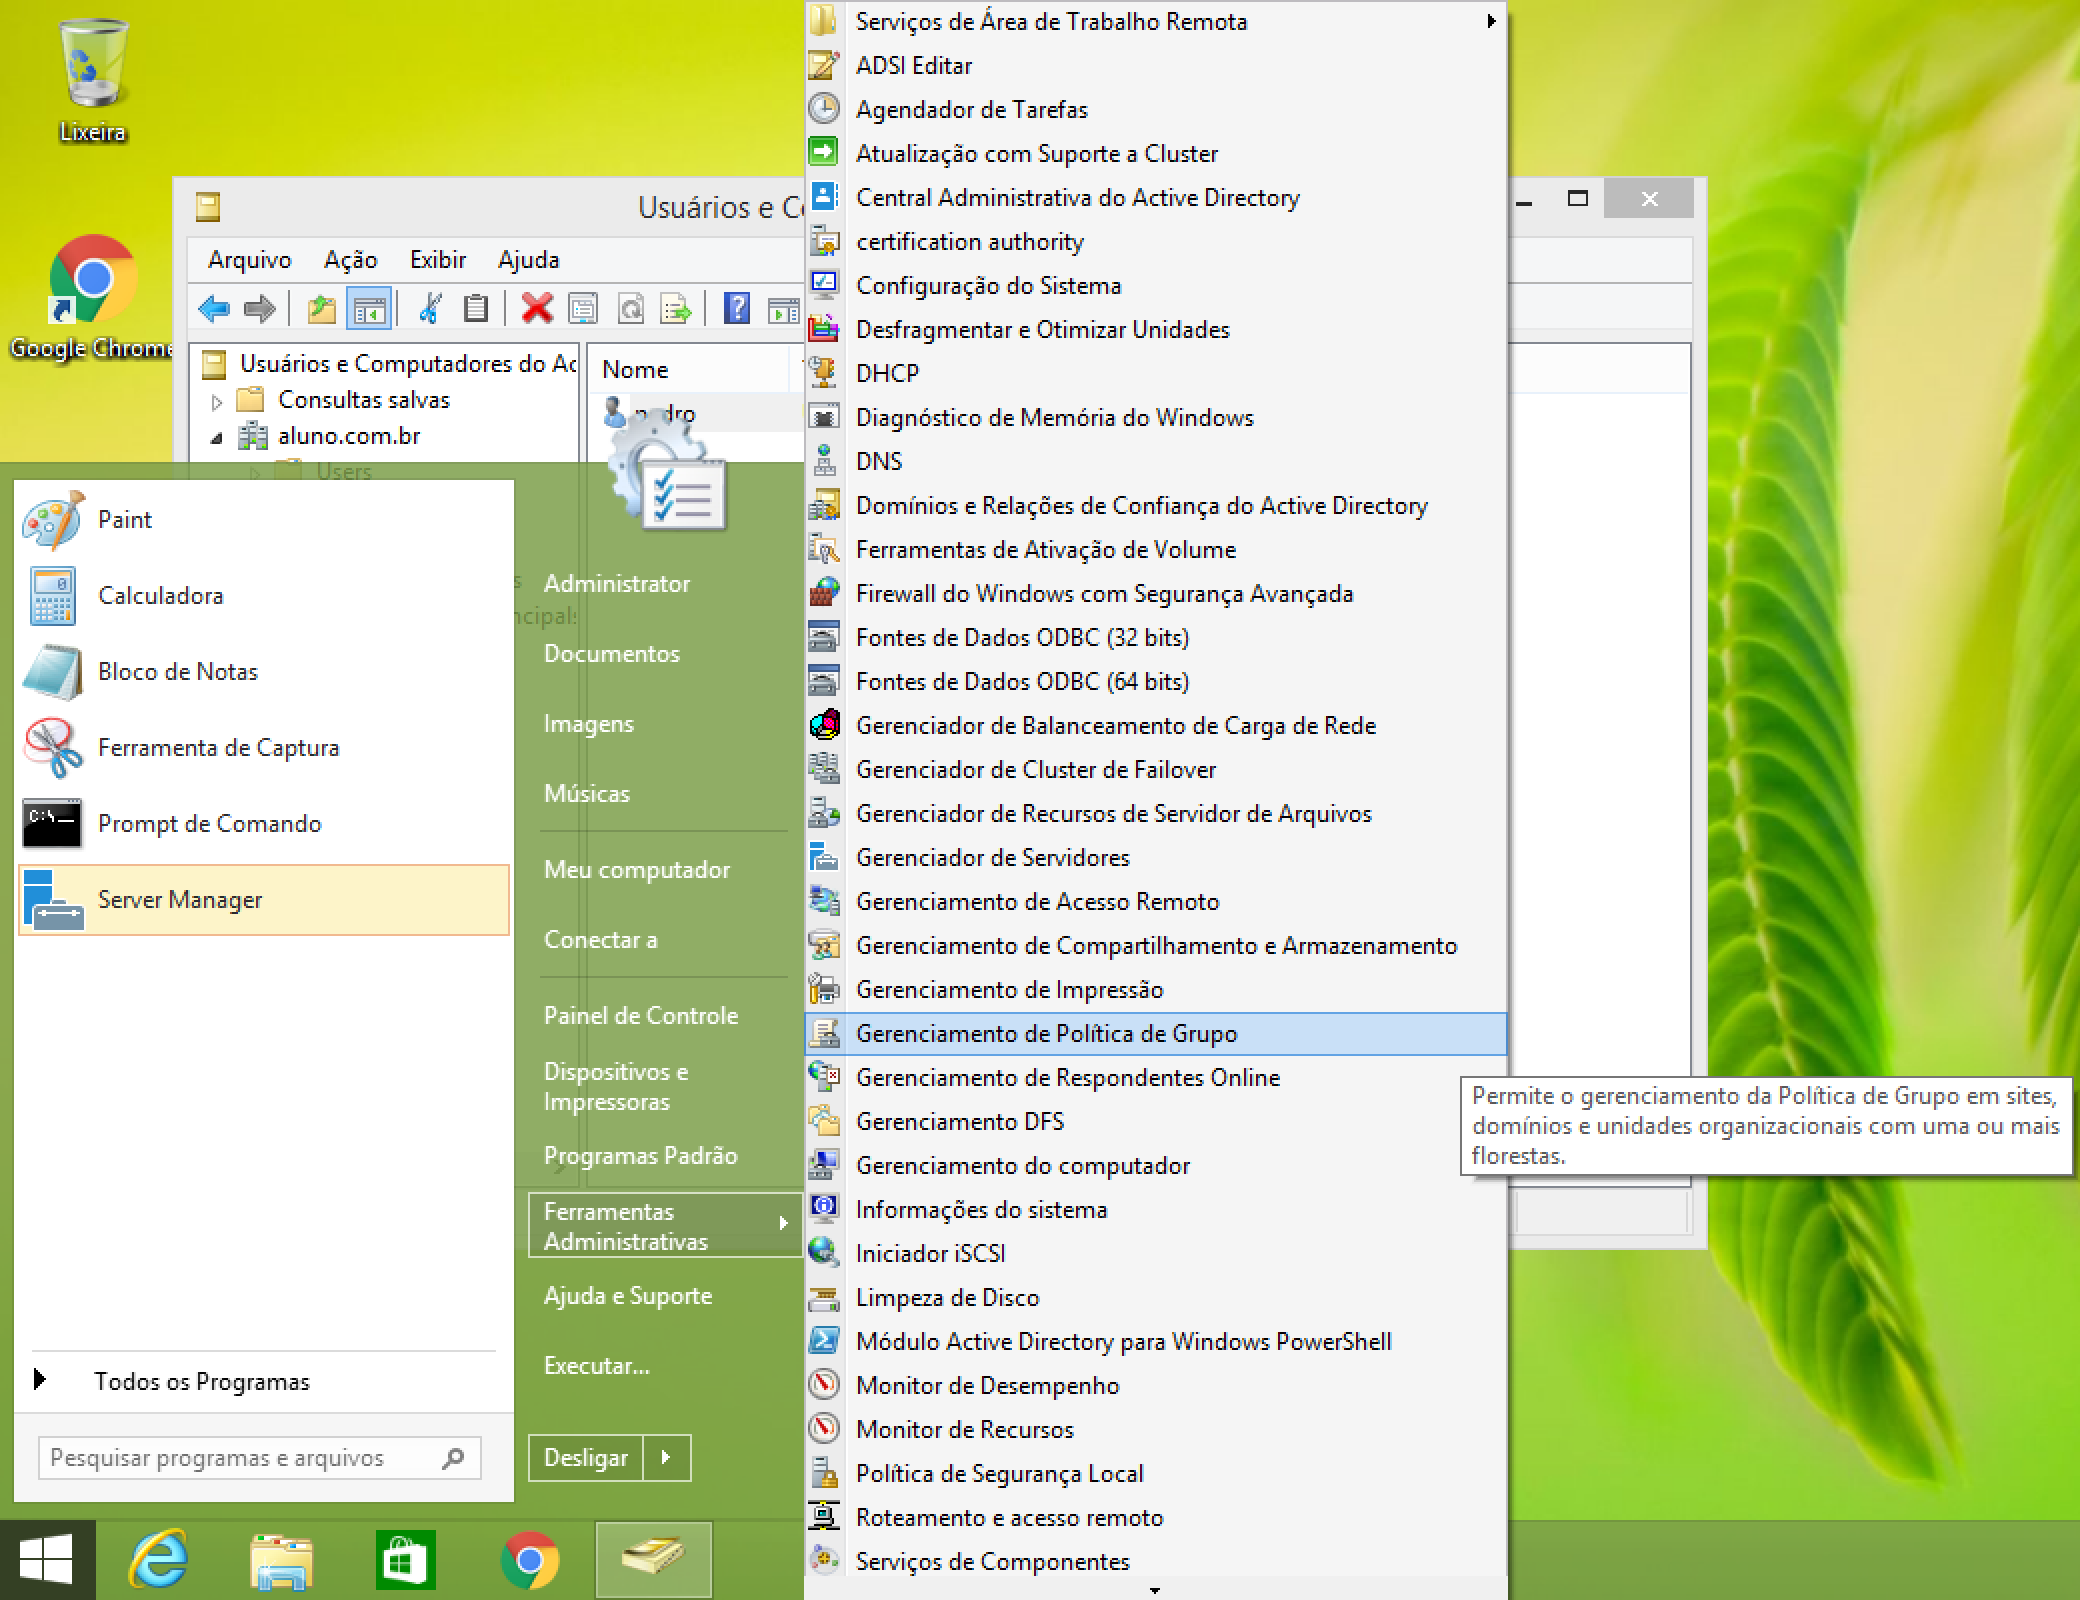 Lixeira
Google Chrome
Usuários e Co
Arquivo Ação Exibir Ajuda
Usuários e Computadores do Ac
Consultas salvas
aluno.com.br
Users
Nome
pedro
Paint
Calculadora
Bloco de Notas
Ferramenta de Captura
Prompt de Comando
Server Manager
Todos os Programas
Pesquisar programas e arquivos
Administrator
Documentos
Imagens
Músicas
Meu computador
Conectar a
Painel de Controle
Dispositivos e
Impressoras
Programas Padrão
Ferramentas
Administrativas
Ajuda e Suporte
Executar...
Desligar
Serviços de Área de Trabalho Remota
ADSI Editar
Agendador de Tarefas
Atualização com Suporte a Cluster
Central Administrativa do Active Directory
certification authority
Configuração do Sistema
Desfragmentar e Otimizar Unidades
DHCP
Diagnóstico de Memória do Windows
DNS
Domínios e Relações de Confiança do Active Directory
Ferramentas de Ativação de Volume
Firewall do Windows com Segurança Avançada
Fontes de Dados ODBC (32 bits)
Fontes de Dados ODBC (64 bits)
Gerenciador de Balanceamento de Carga de Rede
Gerenciador de Cluster de Failover
Gerenciador de Recursos de Servidor de Arquivos
Gerenciador de Servidores
Gerenciamento de Acesso Remoto
Gerenciamento de Compartilhamento e Armazenamento
Gerenciamento de Impressão
Gerenciamento de Política de Grupo
Gerenciamento de Respondentes Online
Gerenciamento DFS
Gerenciamento do computador
Informações do sistema
Iniciador iSCSI
Limpeza de Disco
Módulo Active Directory para Windows PowerShell
Monitor de Desempenho
Monitor de Recursos
Política de Segurança Local
Roteamento e acesso remoto
Serviços de Componentes
Permite o gerenciamento da Política de Grupo em sites,
domínios e unidades organizacionais com uma ou mais
florestas.